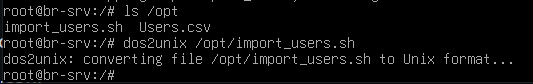 root@br-srv:/# ls /opt
import_users.sh  Users.csv
root@br-srv:/# dos2unix /opt/import_users.sh
dos2unix: converting file /opt/import_users.sh to Unix format...
root@br-srv:/#